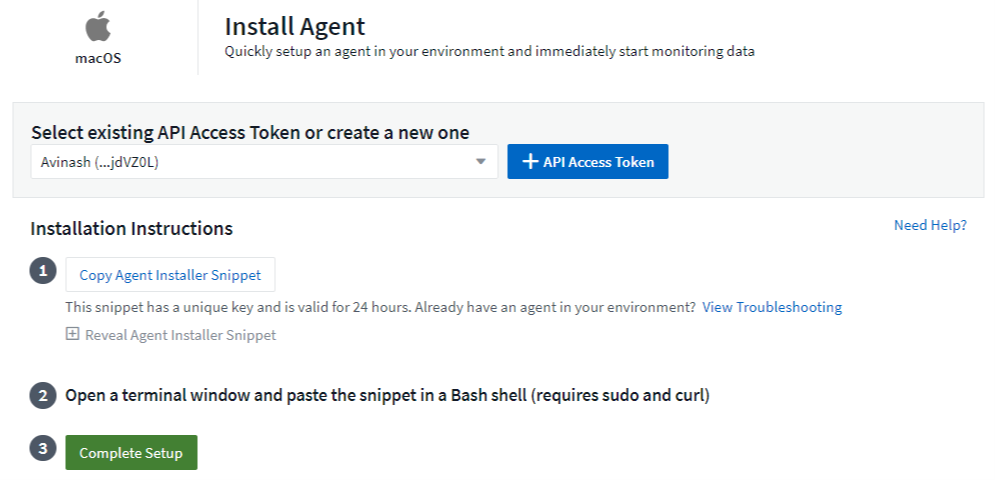 macOS
Install Agent
Quickly setup an agent in your environment and immediately start monitoring data
Select existing API Access Token or create a new one
Avinash (...jdVZ0L)
+ API Access Token
Installation Instructions
Need Help?
1
Copy Agent Installer Snippet
This snippet has a unique key and is valid for 24 hours. Already have an agent in your environment? View Troubleshooting
Reveal Agent Installer Snippet
2 Open a terminal window and paste the snippet in a Bash shell (requires sudo and curl)
3 Complete Setup